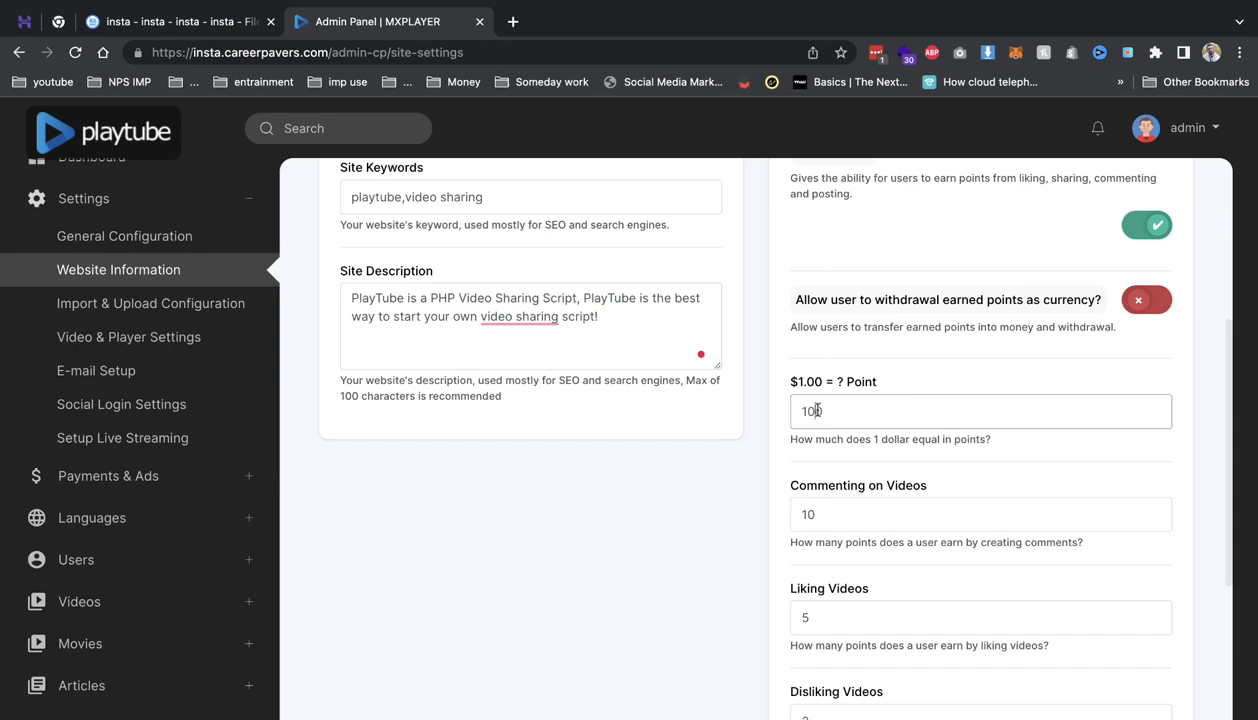 insta - insta - insta - insta - File
Admin Panel | MXPLAYER
https://insta.careerpavers.com/admin-cp/site-settings
1
30
ABP
youtube
NPS IMP
...
entrainment
imp use
...
Money
Someday work
Social Media Mark...
Basics | The Next...
How cloud teleph...
»
Other Bookmarks
playtube
Search
admin
Dashboard
Settings
General Configuration
Website Information
Import & Upload Configuration
Video & Player Settings
E-mail Setup
Social Login Settings
Setup Live Streaming
Payments & Ads
Languages
Users
Videos
Movies
Articles
Site Keywords
playtube,video sharing
Your website's keyword, used mostly for SEO and search engines.
Site Description
PlayTube is a PHP Video Sharing Script, PlayTube is the best
way to start your own video sharing script!
Your website's description, used mostly for SEO and search engines, Max of
100 characters is recommended
Gives the ability for users to earn points from liking, sharing, commenting
and posting.
Allow user to withdrawal earned points as currency?
Allow users to transfer earned points into money and withdrawal.
$1.00 = ? Point
100
How much does 1 dollar equal in points?
Commenting on Videos
10
How many points does a user earn by creating comments?
Liking Videos
5
How many points does a user earn by liking videos?
Disliking Videos